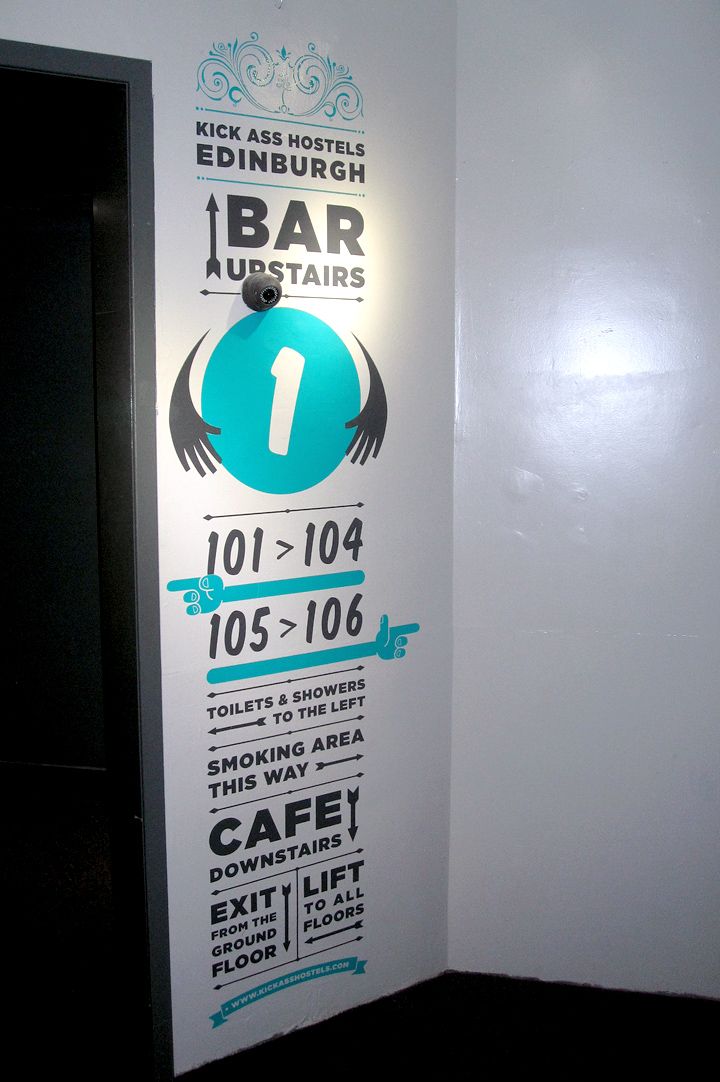 KICK ASS HOSTELS
EDINBURGH
BAR
UPSTAIRS
1
101 > 104
105 > 106
TOILETS & SHOWERS
TO THE LEFT
SMOKING AREA
THIS WAY
CAFE
DOWNSTAIRS
EXIT
FROM THE
GROUND
FLOOR
LIFT
TO ALL
FLOORS
WWW.KICKASSHOSTELS.COM